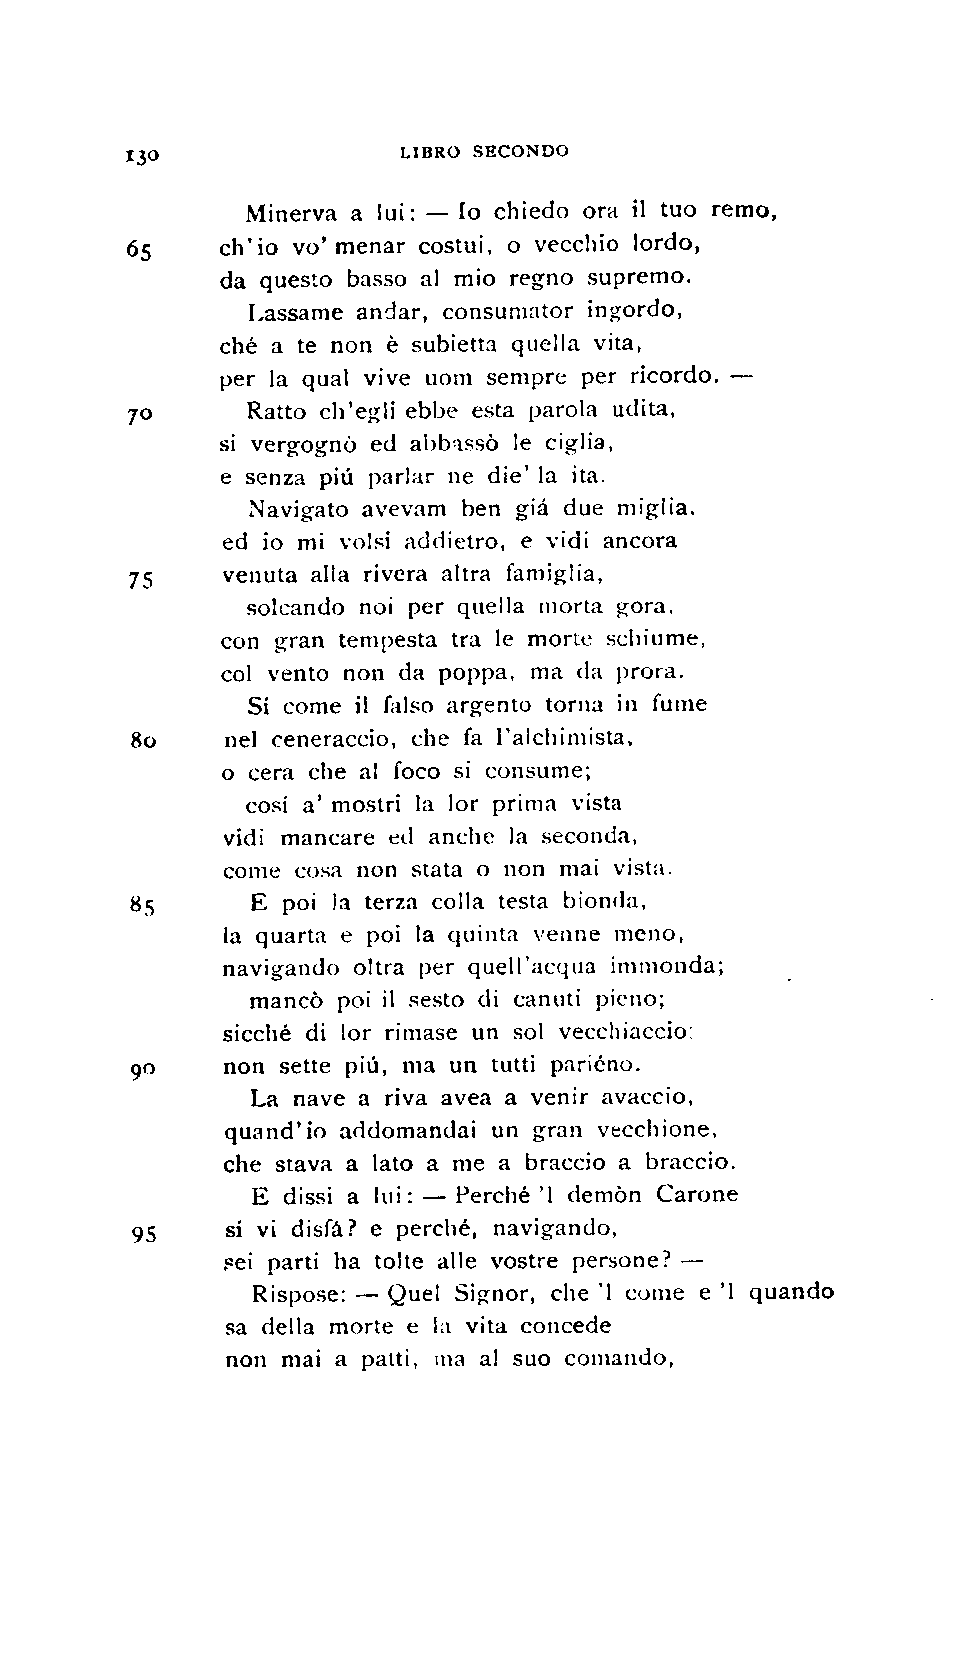 130 LIBRO SECONDO
Minerva a lui: — Io chiedo ora il tuo remo,
65 ch'io vo' menar costui, o vecchio lordo,
da questo basso al mio regno supremo.
Lassame andar, consumator ingordo,
ché a te non è subietta quella vita,
per la qual vive uom sempre per ricordo. —
70 Ratto ch'egli ebbe esta parola udita,
si vergognò ed abbassò le ciglia,
e senza piú parlar ne die' la ita.
Navigato avevam ben giá due miglia,
ed io mi volsi addietro, e vidi ancora
75 venuta alla rivera altra famiglia,
solcando noi per quella morta gora,
con gran tempesta tra le morte schiume,
col vento non da poppa, ma da prora.
Sí come il falso argento torna in fume
80 nel ceneraccio, che fa l'alchimista,
o cera che al foco si consume;
cosí a' mostri la lor prima vista
vidi mancare ed anche la seconda,
come cosa non stata o non mai vista.
85 E poi la terza colla testa bionda,
la quarta e poi la quinta venne meno,
navigando oltra per quell'acqua immonda;
mancò poi il sesto di canuti pieno;
sicché di lor rimase un sol vecchiaccio:
90 non sette piú, ma un tutti pariéno.
La nave a riva avea a venir avaccio,
quand'io addomandai un gran vecchione,
che stava a lato a me a braccio a braccio.
E dissi a lui: — Perché 'l demòn Carone
95 sí vi disfá? e perché, navigando,
sei parti ha tolte alle vostre persone? —
Rispose: — Quel Signor, che 'l come e 'l quando
sa della morte e la vita concede
non mai a patti, ma al suo comando,